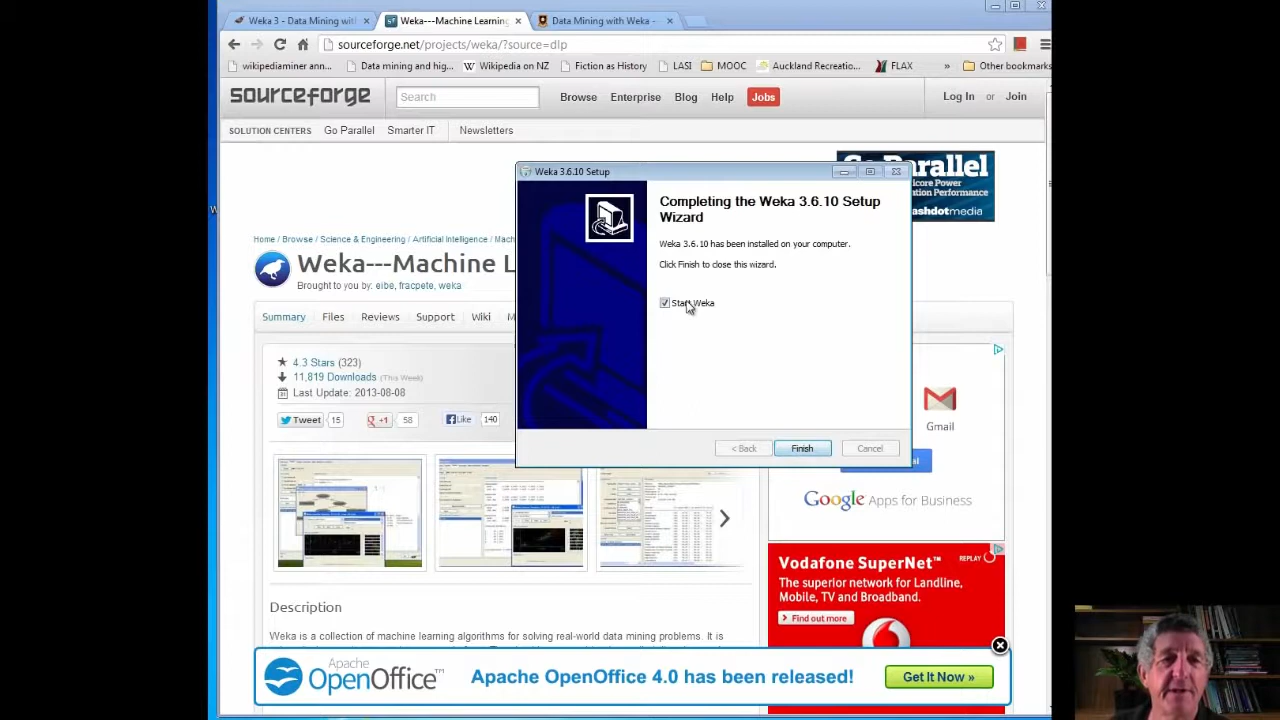 Weka 3 - Data Mining with
Weka---Machine Learning
Data Mining with Weka -
sourceforge.net/projects/weka/?source=dlp
wikipediaminer ann...
Data mining and hig...
Wikipedia on NZ
Fiction as History
LASI
MOOC
Auckland Recreatio...
FLAX
»
Other bookmarks
sourceforge
Search
Browse
Enterprise
Blog
Help
Jobs
Log In or Join
SOLUTION CENTERS
Go Parallel
Smarter IT
Newsletters
Go Parallel
Weka 3.6.10 Setup
Completing the Weka 3.6.10 Setup
Wizard
Weka 3.6.10 has been installed on your computer.
Click Finish to close this wizard.
Start Weka
< Back
Finish
Cancel
Home / Browse / Science & Engineering / Artificial Intelligence /
Weka---Machine L
Brought to you by: eibe, fracpete, weka
Summary
Files
Reviews
Support
Wiki
4.3 Stars (323)
11,819 Downloads (This Week)
Last Update: 2013-08-08
Tweet
15
+1
58
Like
140
Gmail
Google Apps for Business
Vodafone SuperNet™
REPLAY
The superior network for Landline,
Mobile, TV and Broadband.
Find out more
Description
Weka is a collection of machine learning algorithms for solving real-world data mining problems. It is
Apache
OpenOffice™
Apache OpenOffice 4.0 has been released!
Get It Now »